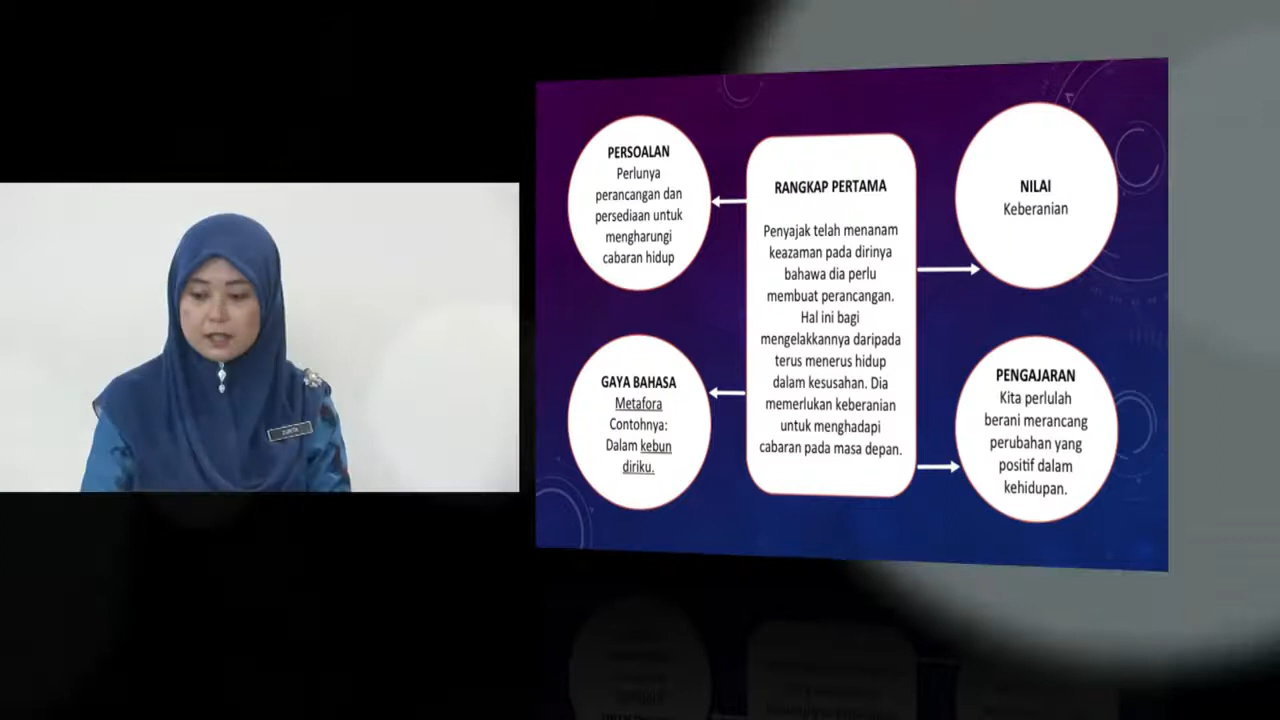 PERSOALAN
Perlunya
perancangan dan
persediaan untuk
mengharungi
cabaran hidup
GAYA BAHASA
Metafora
Contohnya:
Dalam kebun
diriku.
RANGKAP PERTAMA
Penyajak telah menanam
keazaman pada dirinya
bahawa dia perlu
membuat perancangan.
Hal ini bagi
mengelakkannya daripada
terus menerus hidup
dalam kesusahan. Dia
memerlukan keberanian
untuk menghadapi
cabaran pada masa depan.
NILAI
Keberanian
PENGAJARAN
Kita perlulah
berani merancang
perubahan yang
positif dalam
kehidupan.